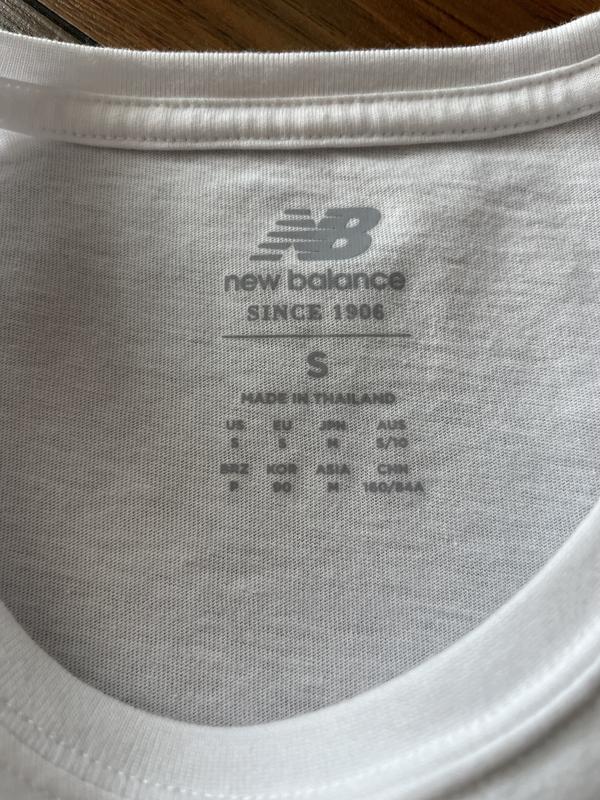 NB
new balance
SINCE 1906
S
MADE IN THAILAND
US EU JPN AUS
S S M S/10
BRZ KOR ASIA CHN
P 90 M 160/84A